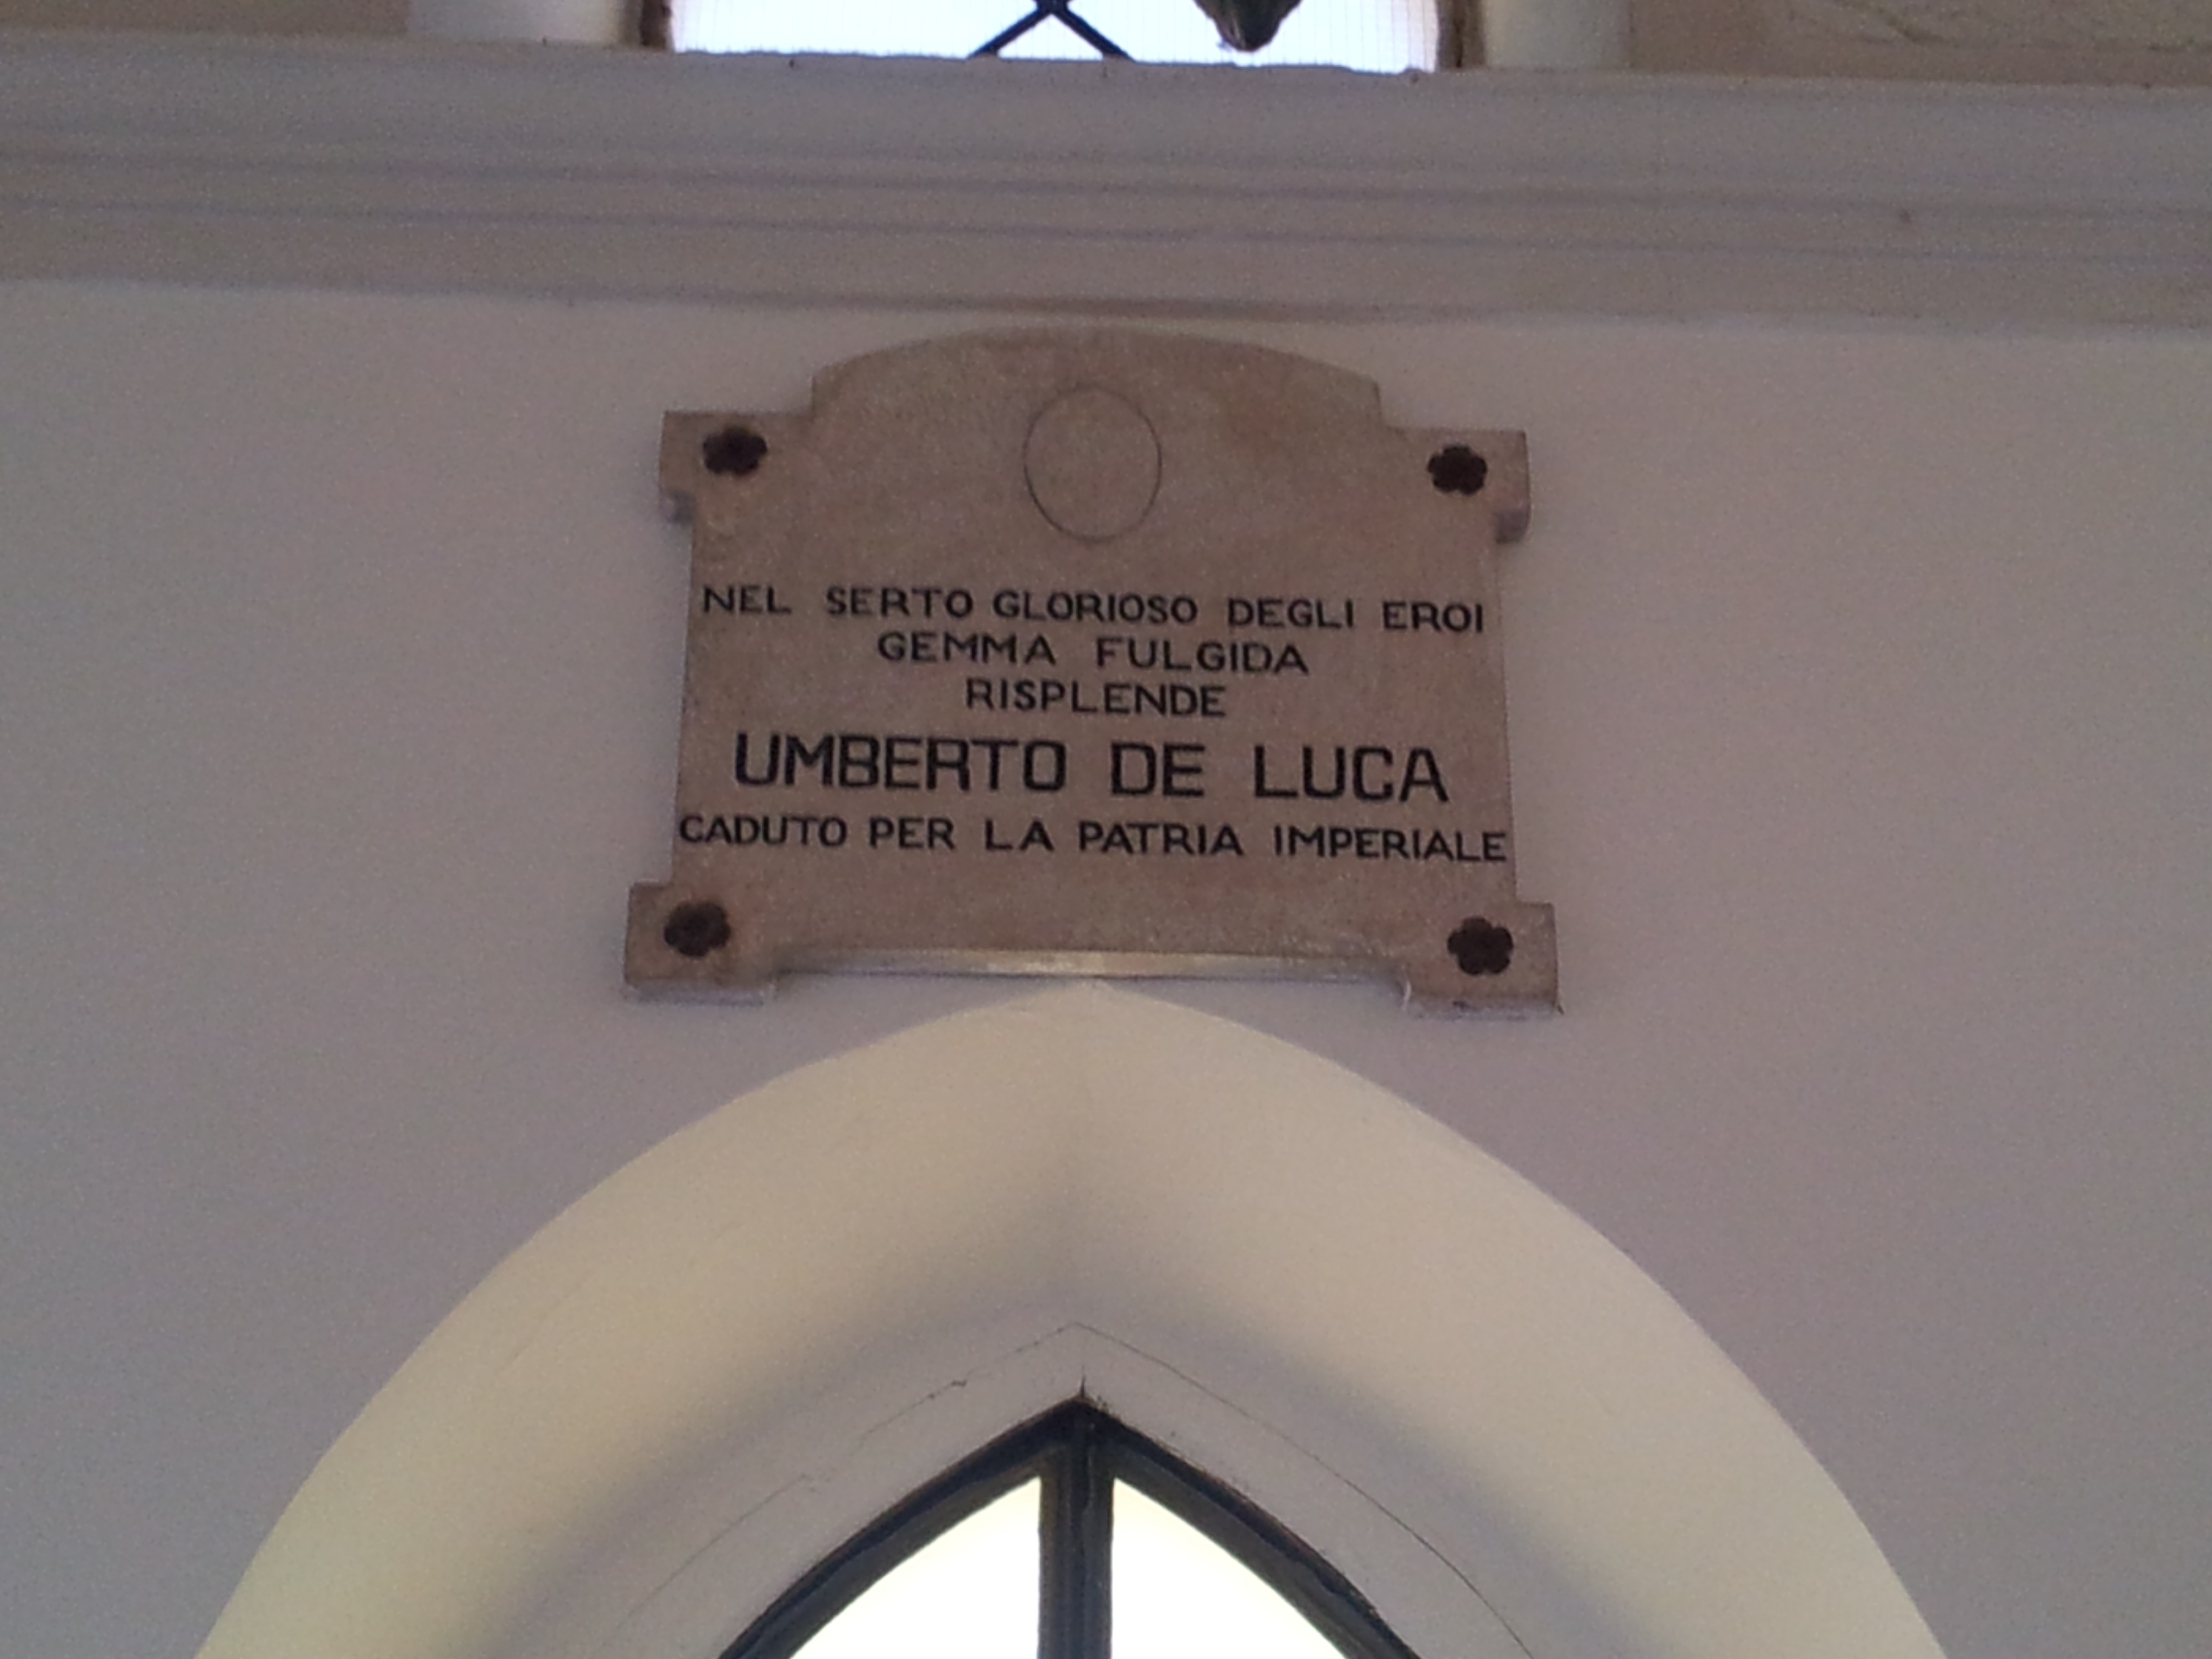 NEL SERTO GLORIOSO DEGLI EROI
GEMMA FULGIDA
RISPLENDE
UMBERTO DE LUCA
CADUTO PER LA PATRIA IMPERIALE